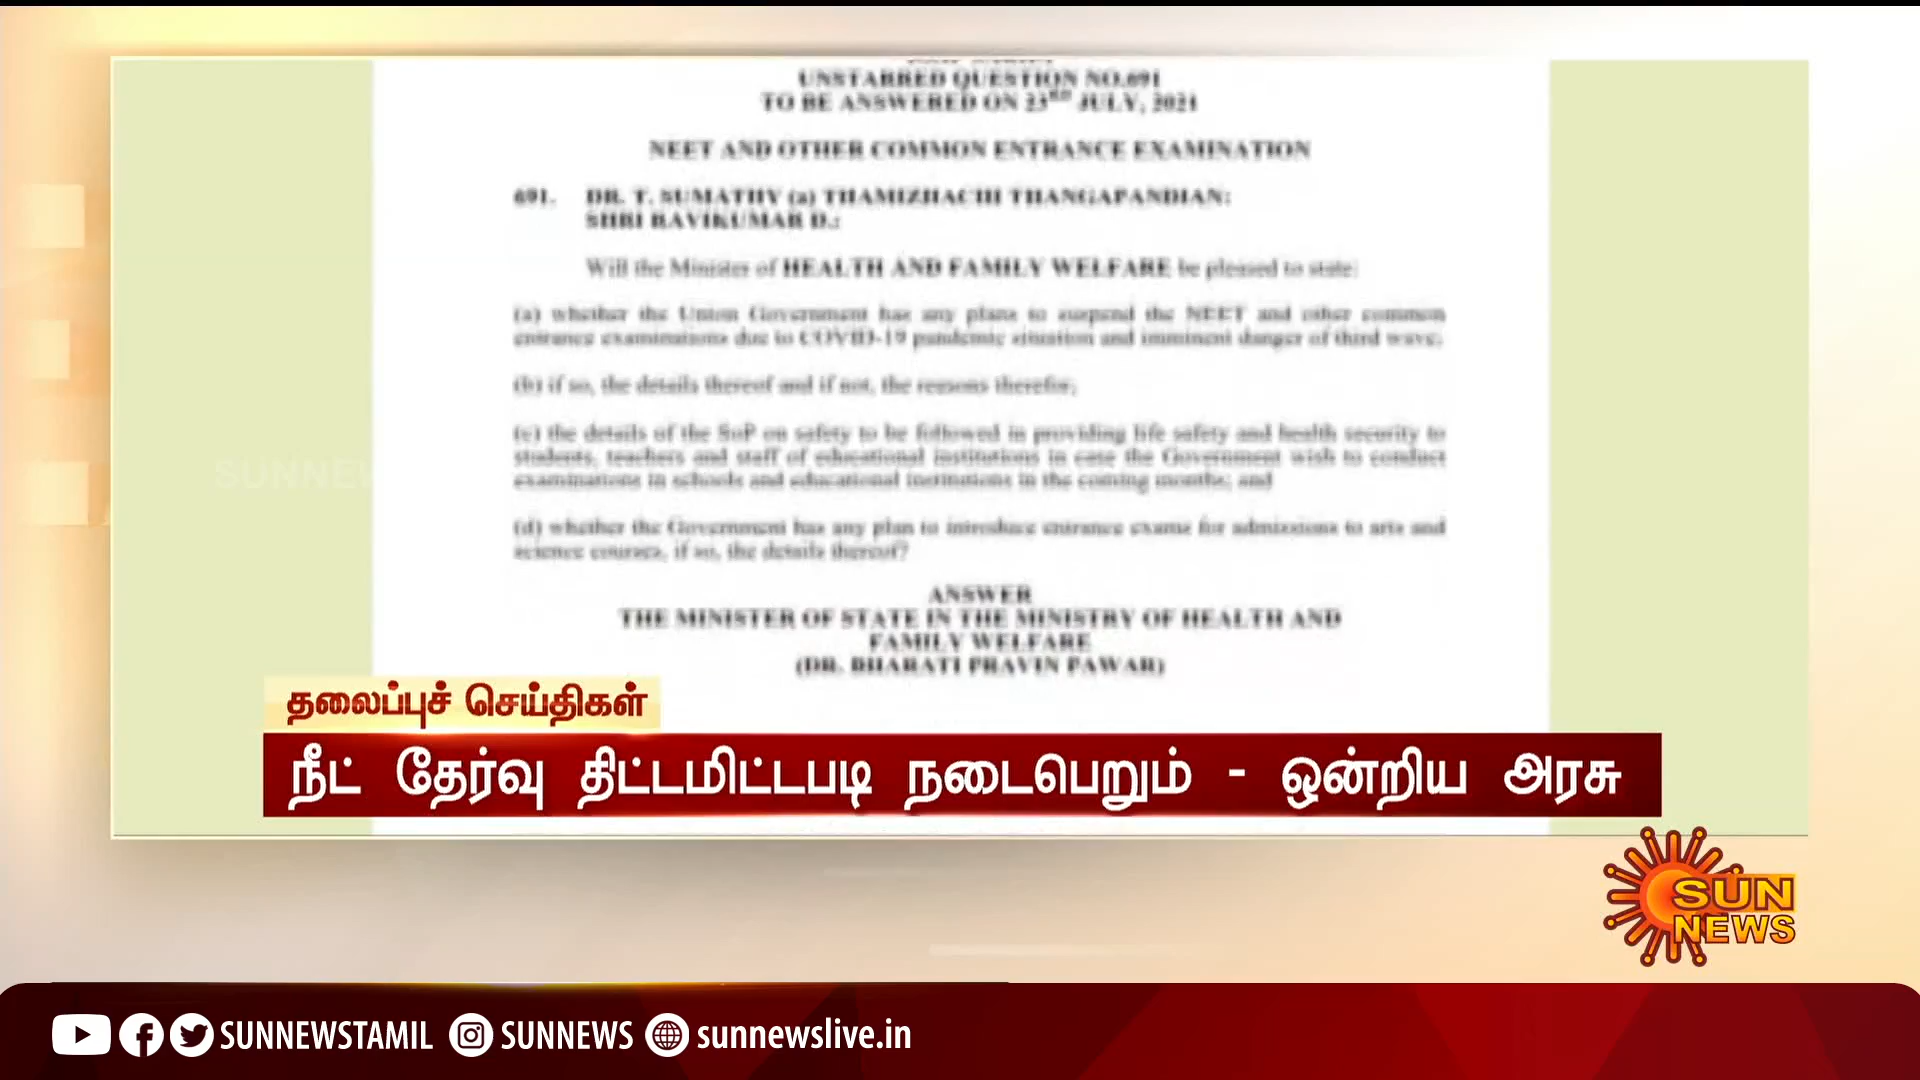 UNSTARRED QUESTION NO.691
TO BE ANSWERED ON 23RD JULY, 2021
NEET AND OTHER COMMON ENTRANCE EXAMINATION
691. DR. T. SUMATHY (a) THAMIZHACHI THANGAPANDIAN:
SHRI RAVIKUMAR D.:
Will the Minister of HEALTH AND FAMILY WELFARE be pleased to state:
(a) whether the Union Government has any plans to suspend the NEET and other common
entrance examinations due to COVID-19 pandemic situation and imminent danger of third wave;
(b) if so, the details thereof and if not, the reasons therefor;
(c) the details of the SoP on safety to be followed in providing life safety and health security to
students, teachers and staff of educational institutions in case the Government wish to conduct
examinations in schools and educational institutions in the coming months; and
(d) whether the Government has any plan to introduce entrance exams for admissions to arts and
science courses, if so, the details thereof?
ANSWER
THE MINISTER OF STATE IN THE MINISTRY OF HEALTH AND
FAMILY WELFARE
(DR. BHARATI PRAVIN PAWAR)
SUNNEW
தலைப்புச் செய்திகள்
நீட் தேர்வு திட்டமிட்டபடி நடைபெறும் - ஒன்றிய அரசு
SUN
NEWS
SUNNEWSTAMIL SUNNEWS sunnewslive.in